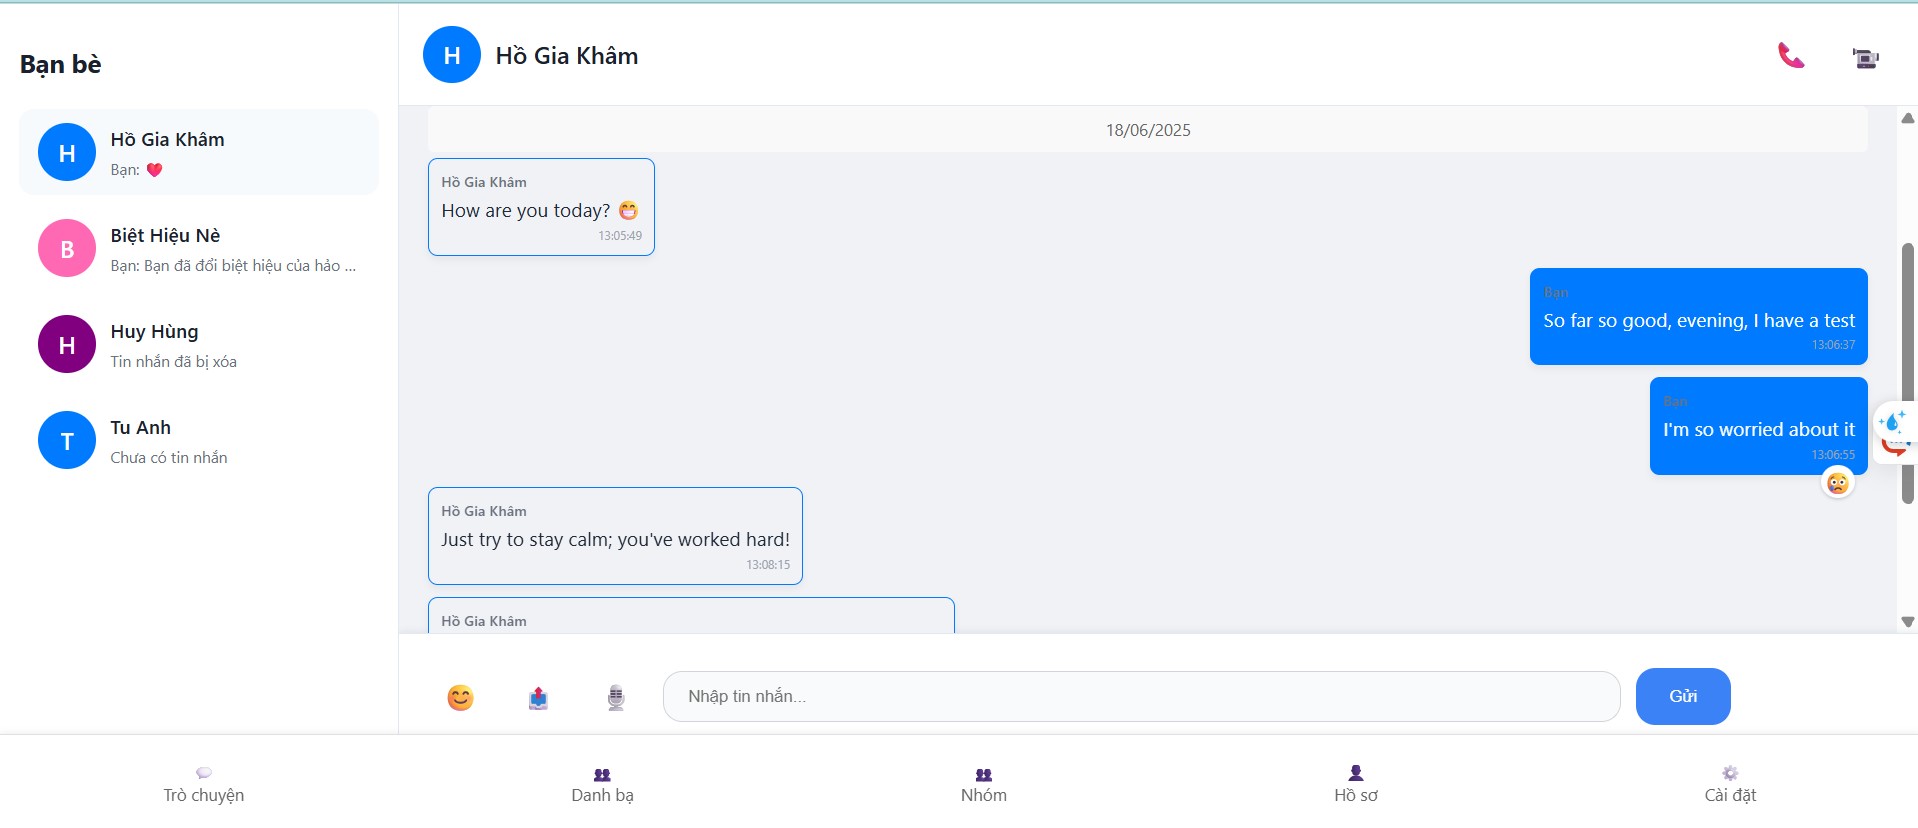 Bạn bè
H
Hồ Gia Khâm
Bạn: ❤️
B
Biệt Hiệu Nè
Bạn: Bạn đã đổi biệt hiệu của hảo ...
H
Huy Hùng
Tin nhắn đã bị xóa
T
Tu Anh
Chưa có tin nhắn
H
Hồ Gia Khâm
18/06/2025
Hồ Gia Khâm
How are you today? 😁
13:05:49
Bạn
So far so good, evening, I have a test
13:06:37
Bạn
I'm so worried about it
13:06:55
Hồ Gia Khâm
Just try to stay calm; you've worked hard!
13:08:15
Hồ Gia Khâm
Nhập tin nhắn...
Gửi
Trò chuyện
Danh bạ
Nhóm
Hồ sơ
Cài đặt